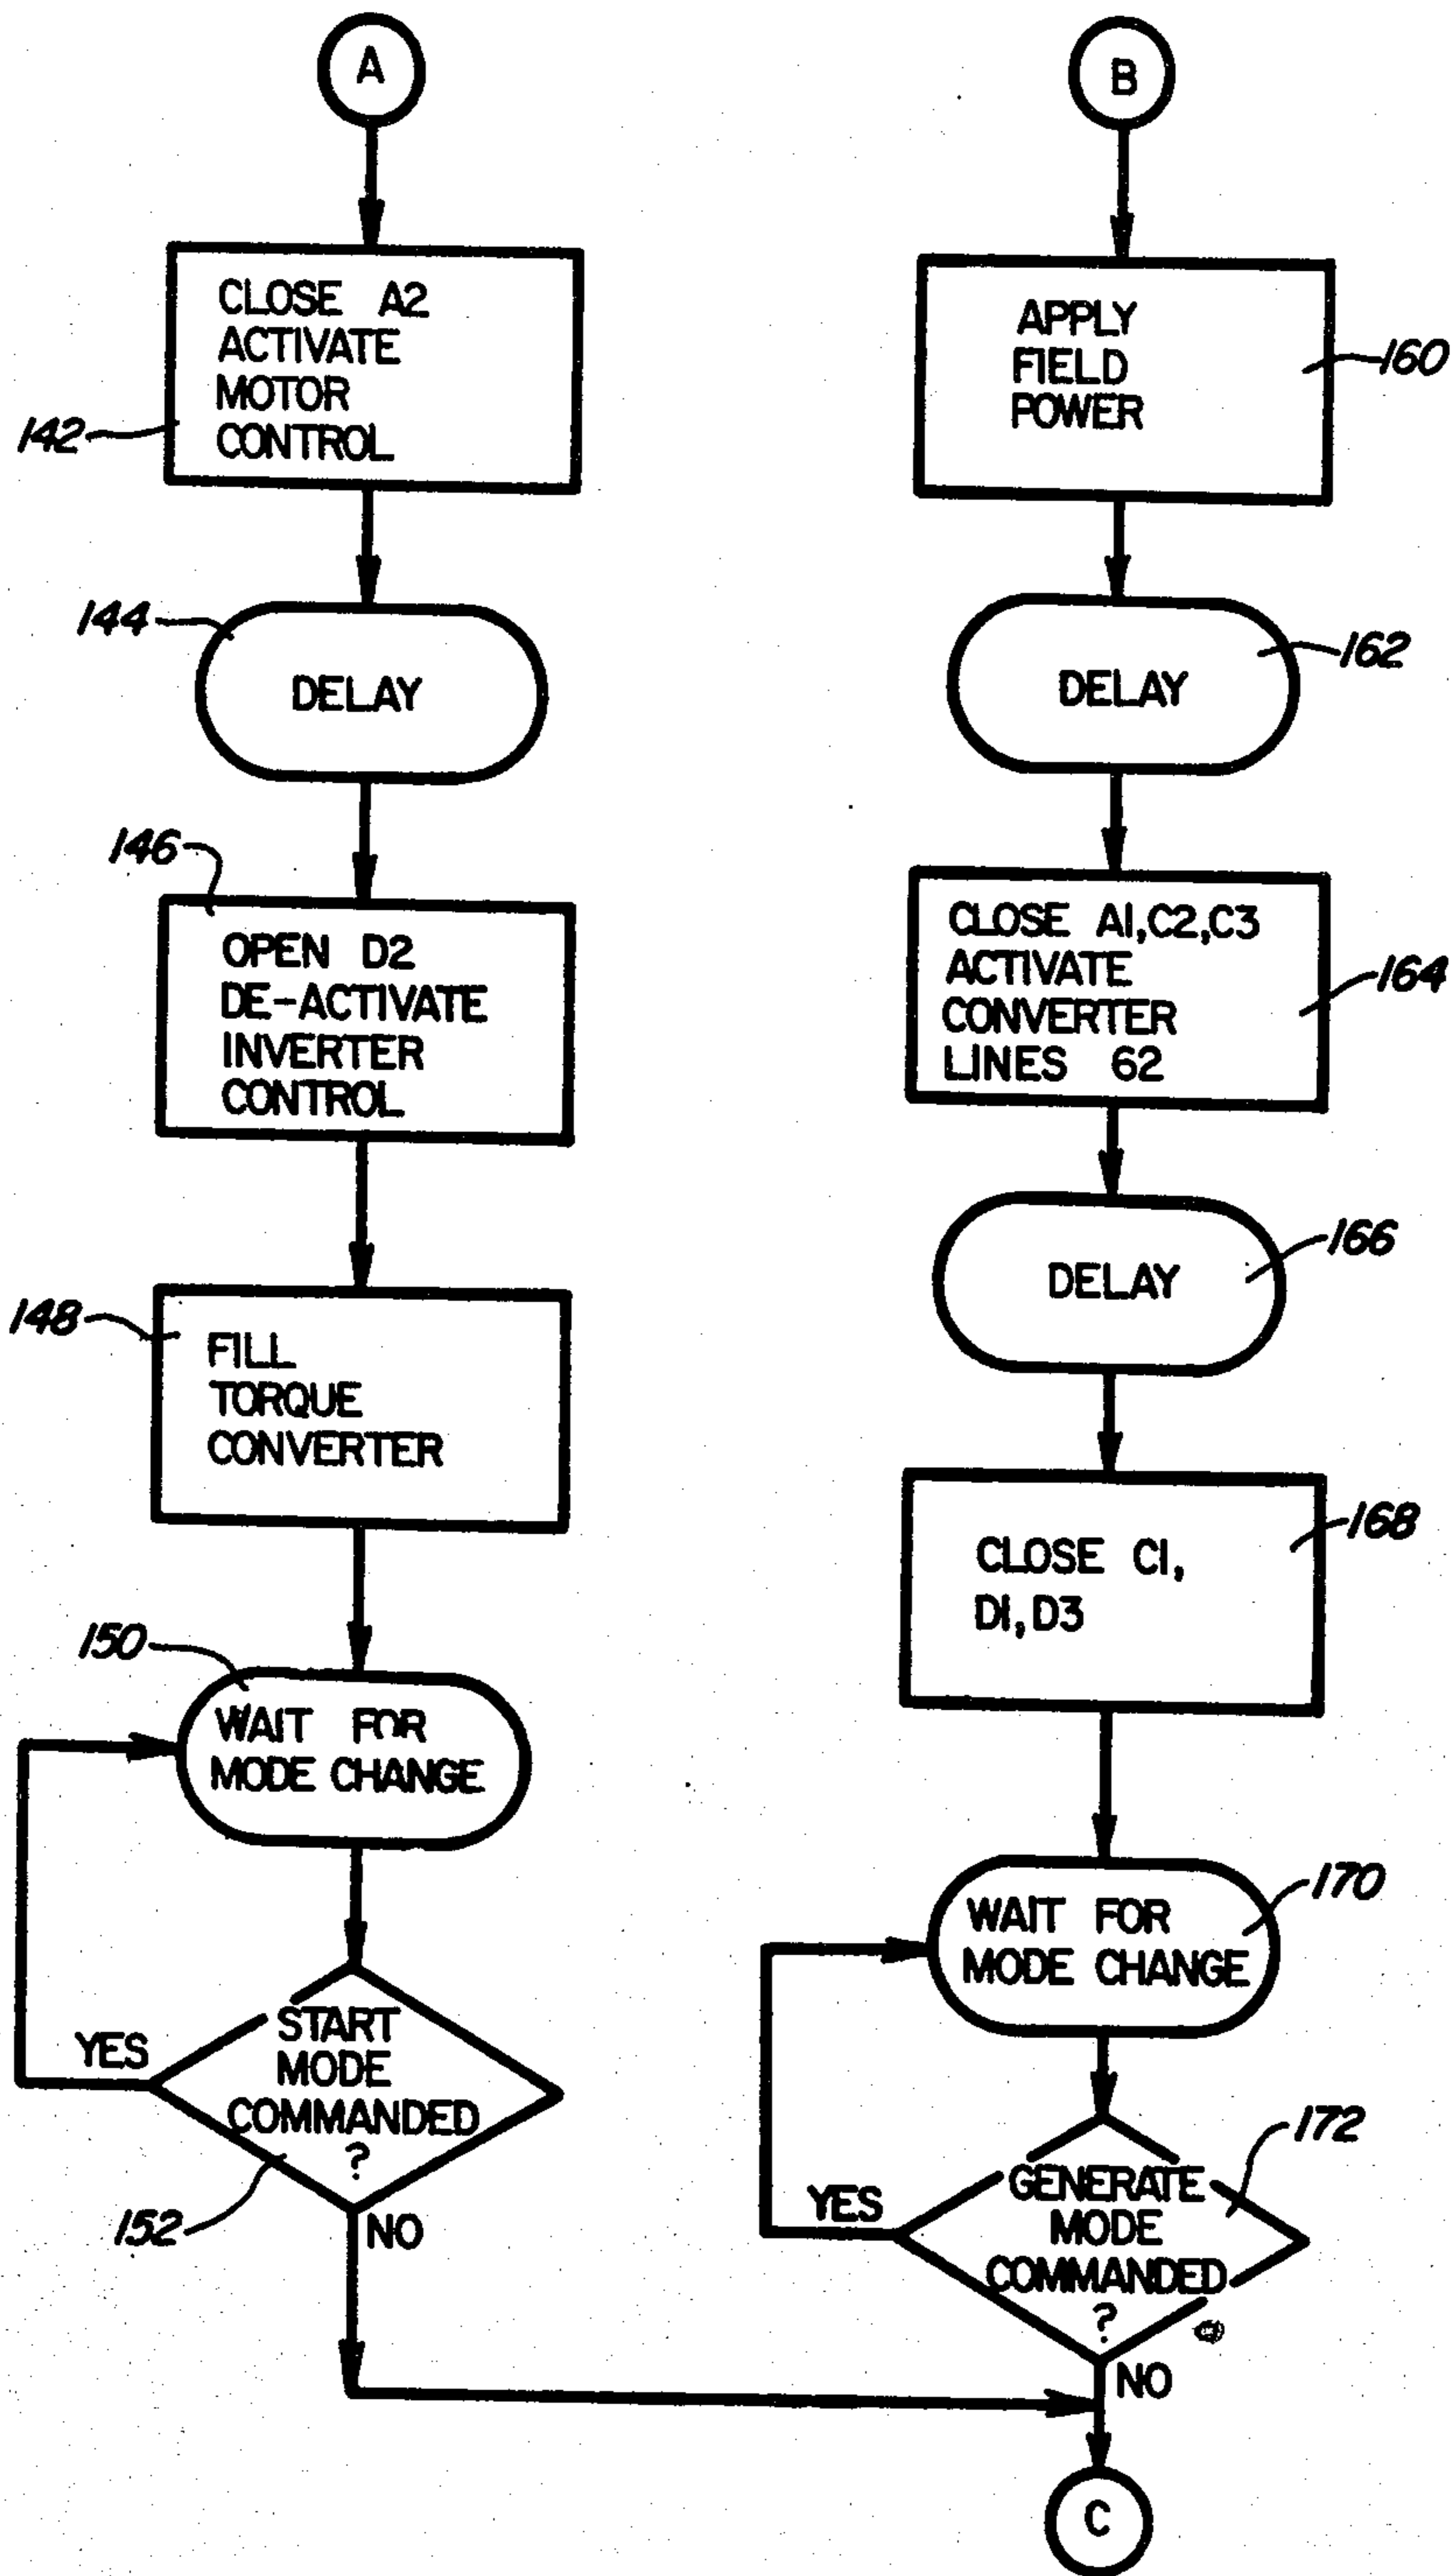 A
CLOSE A2
ACTIVATE
MOTOR
CONTROL
142
144
DELAY
146
OPEN D2
DE-ACTIVATE
INVERTER
CONTROL
148
FILL
TORQUE
CONVERTER
150
WAIT FOR
MODE CHANGE
YES
START
MODE
COMMANDED
?
152
NO
B
APPLY
FIELD
POWER
160
DELAY
162
CLOSE A1,C2,C3
ACTIVATE
CONVERTER
LINES 62
164
DELAY
166
CLOSE C1,
D1,D3
168
WAIT FOR
MODE CHANGE
170
YES
GENERATE
MODE
COMMANDED
?
172
NO
C